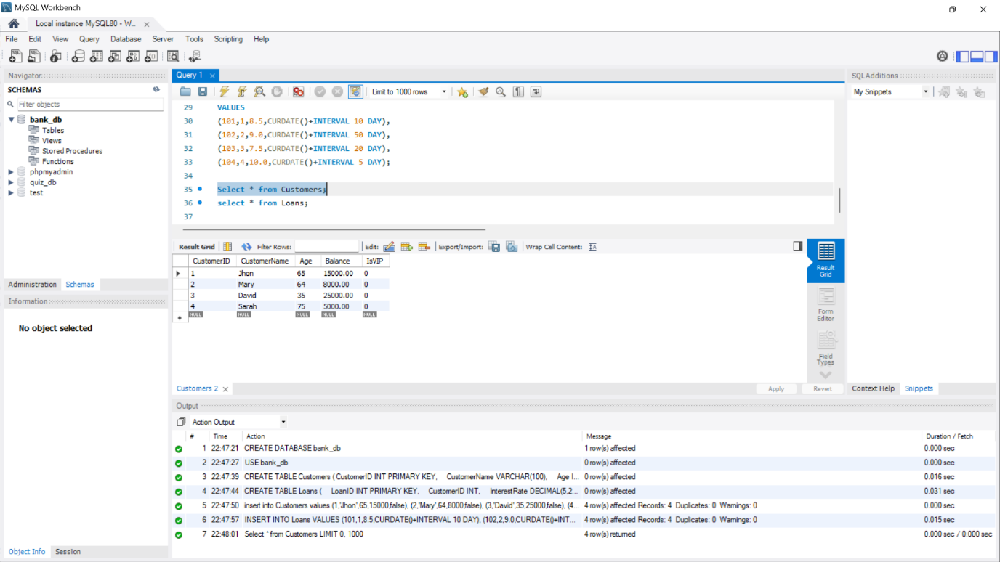 MySQL Workbench
Local instance MySQL80 - W...
File Edit View Query Database Server Tools Scripting Help
Navigator
SCHEMAS
Filter objects
bank_db
Tables
Views
Stored Procedures
Functions
phpmyadmin
quiz_db
test
Administration Schemas
Information
No object selected
Object Info Session
Query 1
Limit to 1000 rows
29 VALUES
30 (101,1,8.5,CURDATE()+INTERVAL 10 DAY),
31 (102,2,9.0,CURDATE()+INTERVAL 50 DAY),
32 (103,3,7.5,CURDATE()+INTERVAL 20 DAY),
33 (104,4,10.0,CURDATE()+INTERVAL 5 DAY);
34
35 Select * from Customers;
36 select * from Loans;
37
Result Grid Filter Rows: Edit: Export/Import: Wrap Cell Content:
CustomerID CustomerName Age Balance IsVIP
1 Jhon 65 15000.00 0
2 Mary 64 8000.00 0
3 David 35 25000.00 0
4 Sarah 75 5000.00 0
NULL NULL NULL NULL NULL
Result
Grid
Form
Editor
Field
Types
Customers 2 Apply Revert
SQLAdditions
My Snippets
Context Help Snippets
Output
Action Output
# Time Action Message Duration / Fetch
1 22:47:21 CREATE DATABASE bank_db 1 row(s) affected 0.000 sec
2 22:47:27 USE bank_db 0 row(s) affected 0.000 sec
3 22:47:39 CREATE TABLE Customers ( CustomerID INT PRIMARY KEY, CustomerName VARCHAR(100), Age I... 0 row(s) affected 0.016 sec
4 22:47:44 CREATE TABLE Loans ( LoanID INT PRIMARY KEY, CustomerID INT, InterestRate DECIMAL(5,2... 0 row(s) affected 0.031 sec
5 22:47:50 insert into Customers values (1,'Jhon',65,15000,false), (2,'Mary',64,8000,false), (3,'David',35,25000,false), (4... 4 row(s) affected Records: 4 Duplicates: 0 Warnings: 0 0.000 sec
6 22:47:57 INSERT INTO Loans VALUES (101,1,8.5,CURDATE()+INTERVAL 10 DAY), (102,2,9.0,CURDATE()+INT... 4 row(s) affected Records: 4 Duplicates: 0 Warnings: 0 0.015 sec
7 22:48:01 Select * from Customers LIMIT 0, 1000 4 row(s) returned 0.000 sec / 0.000 sec